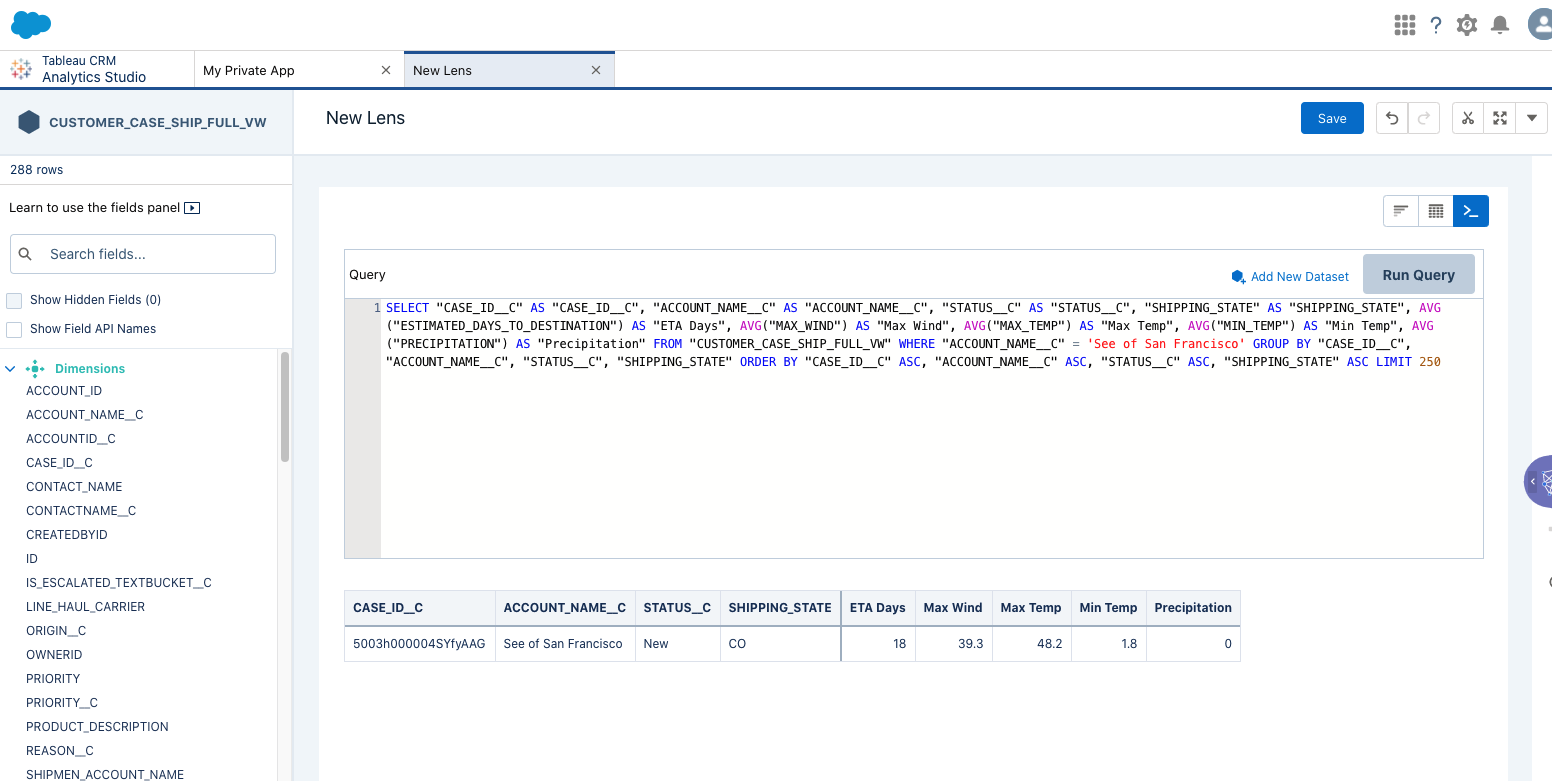 Tableau CRM
Analytics Studio
My Private App
New Lens
CUSTOMER_CASE_SHIP_FULL_VW
New Lens
Save
288 rows
Learn to use the fields panel
Search fields...
Show Hidden Fields (0)
Show Field API Names
Dimensions
ACCOUNT_ID
ACCOUNT_NAME__C
ACCOUNTID__C
CASE_ID__C
CONTACT_NAME
CONTACTNAME__C
CREATEDBYID
ID
IS_ESCALATED_TEXTBUCKET__C
LINE_HAUL_CARRIER
ORIGIN__C
OWNERID
PRIORITY
PRIORITY__C
PRODUCT_DESCRIPTION
REASON__C
SHIPMEN_ACCOUNT_NAME
Query
Add New Dataset
Run Query
1 SELECT "CASE_ID__C" AS "CASE_ID__C", "ACCOUNT_NAME__C" AS "ACCOUNT_NAME__C", "STATUS__C" AS "STATUS__C", "SHIPPING_STATE" AS "SHIPPING_STATE", AVG
("ESTIMATED_DAYS_TO_DESTINATION") AS "ETA Days", AVG("MAX_WIND") AS "Max Wind", AVG("MAX_TEMP") AS "Max Temp", AVG("MIN_TEMP") AS "Min Temp", AVG
("PRECIPITATION") AS "Precipitation" FROM "CUSTOMER_CASE_SHIP_FULL_VW" WHERE "ACCOUNT_NAME__C" = 'See of San Francisco' GROUP BY "CASE_ID__C",
"ACCOUNT_NAME__C", "STATUS__C", "SHIPPING_STATE" ORDER BY "CASE_ID__C" ASC, "ACCOUNT_NAME__C" ASC, "STATUS__C" ASC, "SHIPPING_STATE" ASC LIMIT 250
CASE_ID__C ACCOUNT_NAME__C STATUS__C SHIPPING_STATE ETA Days Max Wind Max Temp Min Temp Precipitation
5003h000004SYfyAAG See of San Francisco New CO 18 39.3 48.2 1.8 0